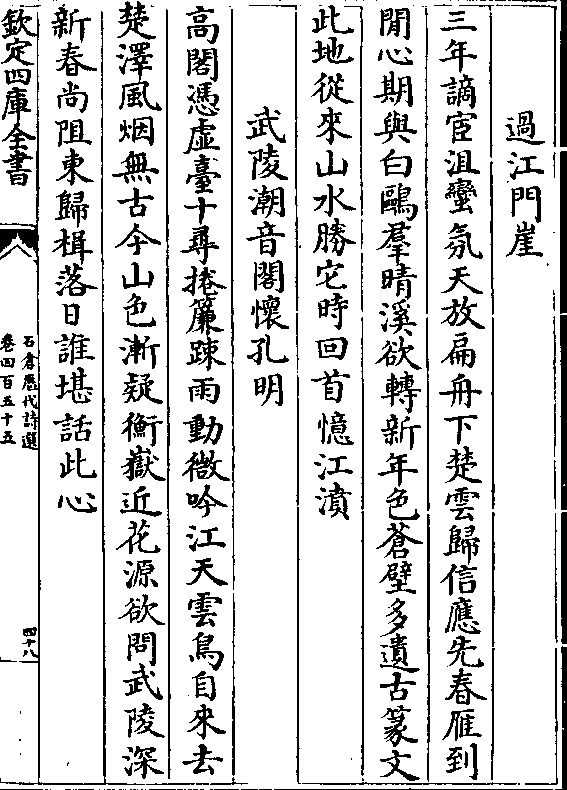 過江門崖
三年謫宦沮蠻氛天放扁舟下楚雲歸信應先春雁到
閒心期與白鷗羣晴溪欲轉新年色蒼壁多遺古篆文
此地從來山水勝它時回首憶江濆
武陵潮音閣懷孔明
高閣憑虛臺十尋捲簾踈雨動微吟江天雲鳥自來去
楚澤風烟無古今山色漸疑衡嶽近花源欲問武陵深
新春尚阻東歸楫落日誰堪話此心
欽定四庫全書
石倉歷代詩選
卷四百五十五
四十八